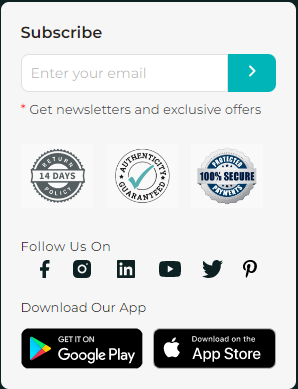 Subscribe
Enter your email
* Get newsletters and exclusive offers
RETURN
14 DAYS
POLICY
AUTHENTICITY
GUARANTEED
PROTECTED
100% SECURE
PAYMENTS
Follow Us On
Download Our App
GET IT ON
Google Play
Download on the
App Store